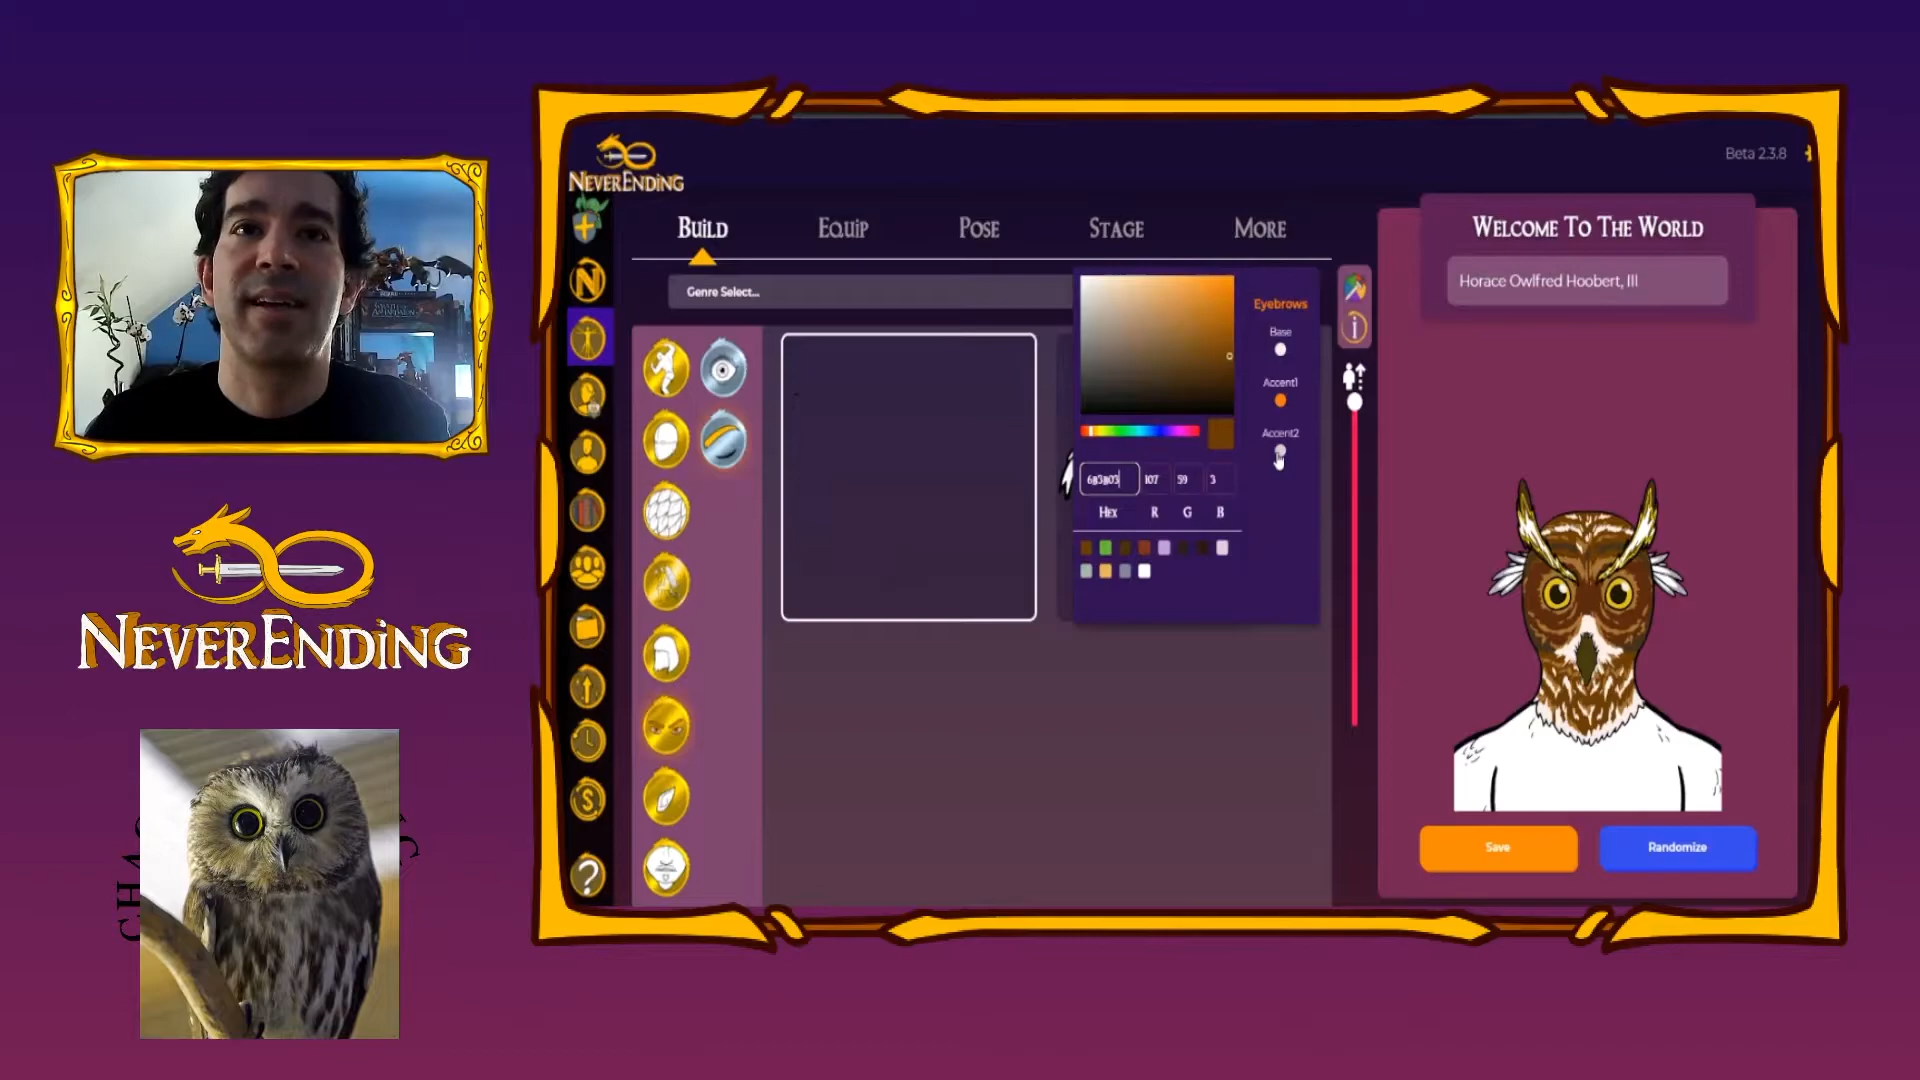 NEVERENDING
Beta 2.3.8
BUILD
EQUIP
POSE
STAGE
MORE
Genre Select...
Eyebrows
Base
Accent1
Accent2
6B3B03
107
59
3
HEX
R
G
B
WELCOME TO THE WORLD
Horace Owlfred Hoobert, III
Save
Randomize
NEVERENDING